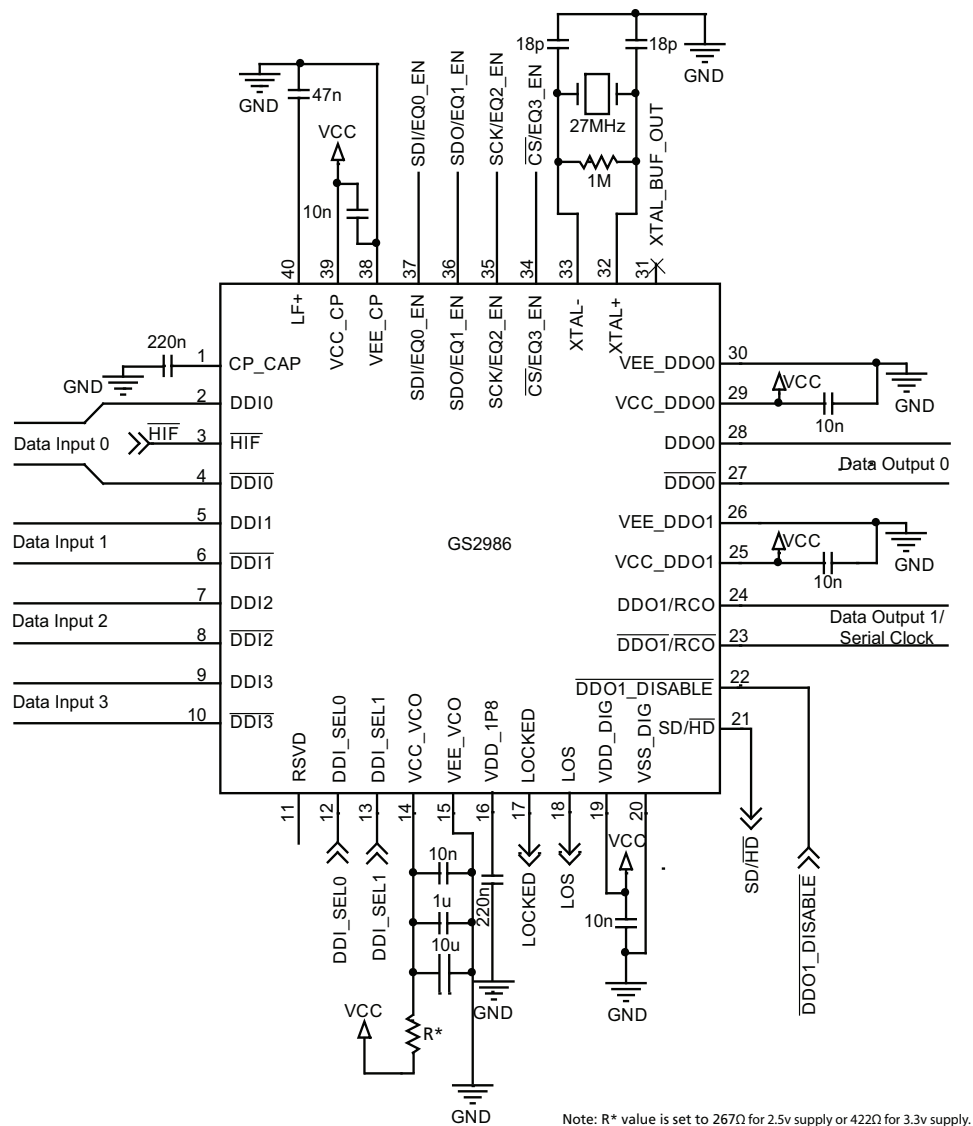 18p
18p
GND
GND
47n
VCC
10n
SDI/EQ0_EN
SDO/EQ1_EN
SCK/EQ2_EN
CS/EQ3_EN
27MHz
1M
XTAL_BUF_OUT
40
39
38
37
36
35
34
33
32
31
LF+
VCC_CP
VEE_CP
SDI/EQ0_EN
SDO/EQ1_EN
SCK/EQ2_EN
CS/EQ3_EN
XTAL-
XTAL+
220n
GND
1 CP_CAP
2 DDI0
Data Input 0
HIF
3 HIF
4 DDI0
5 DDI1
Data Input 1
6 DDI1
7 DDI2
Data Input 2
8 DDI2
9 DDI3
Data Input 3
10 DDI3
GS2986
VEE_DDO0 30
VCC
GND
VCC_DDO0 29
10n
DDO0 28
Data Output 0
DDO0 27
VEE_DDO1 26
VCC
GND
VCC_DDO1 25
10n
DDO1/RCO 24
Data Output 1/
Serial Clock
DDO1/RCO 23
DDO1_DISABLE 22
SD/HD 21
RSVD
DDI_SEL0
DDI_SEL1
VCC_VCO
VEE_VCO
VDD_1P8
LOCKED
LOS
VDD_DIG
VSS_DIG
11
12
13
14
15
16
17
18
19
20
DDI_SEL0
DDI_SEL1
10n
1u
10u
220n
LOCKED
LOS
VCC
10n
GND
SD/HD
DDO1_DISABLE
GND
VCC
R*
GND
Note: R* value is set to 267Ω for 2.5v supply or 422Ω for 3.3v supply.